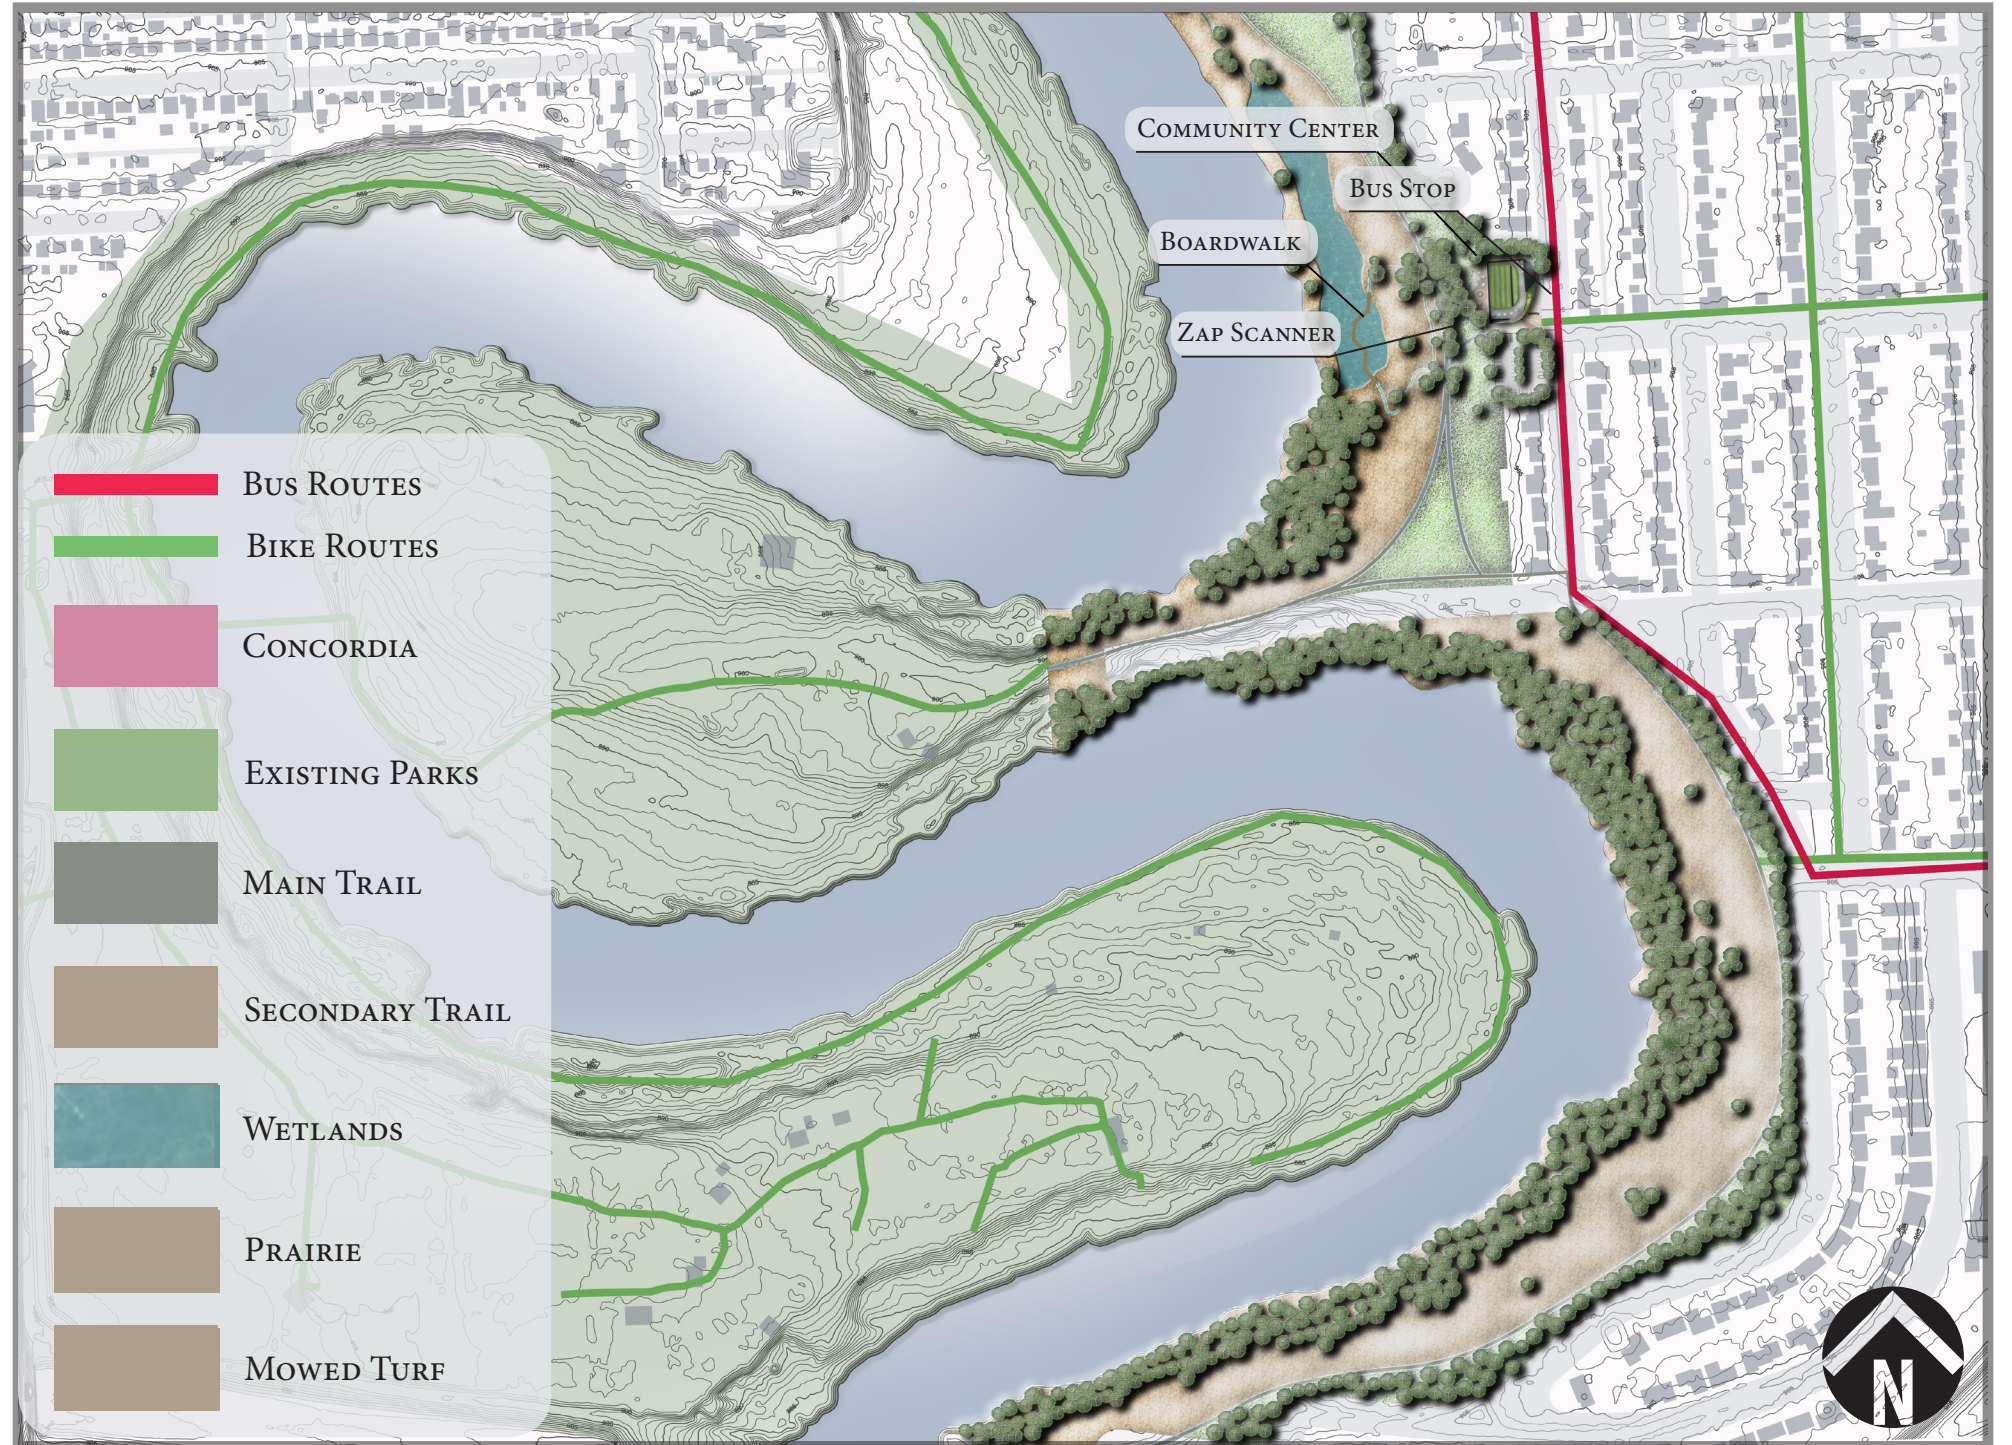 Community Center
Bus Stop
Boardwalk
Zap Scanner
Bus Routes
Bike Routes
Concordia
Existing Parks
Main Trail
Secondary Trail
Wetlands
Prairie
Mowed Turf
N